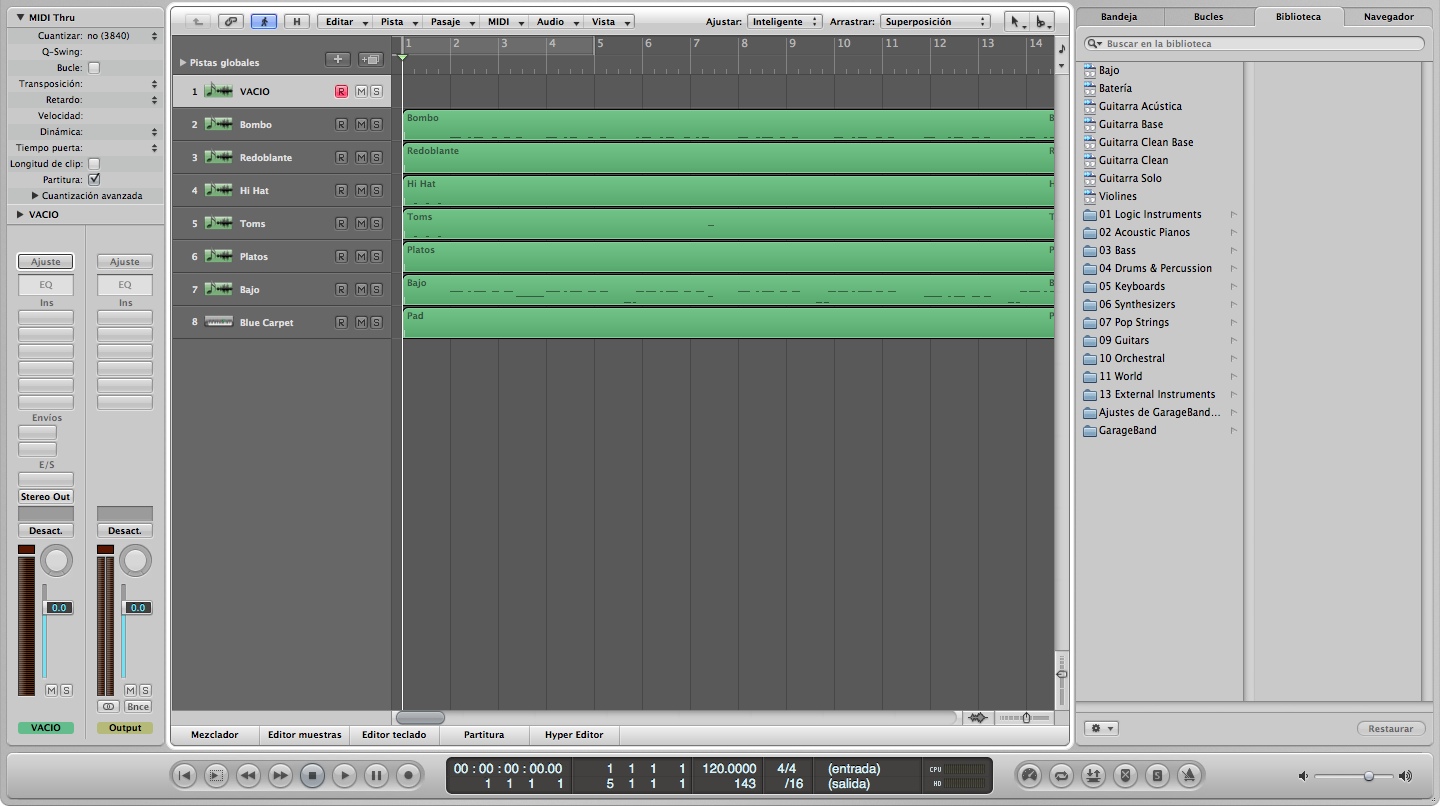 MIDI Thru
Cuantizar: no (3840)
Q-Swing:
Bucle:
Transposición:
Retardo:
Velocidad:
Dinámica:
Tiempo puerta:
Longitud de clip:
Partitura:
Cuantización avanzada
VACIO
Ajuste Ajuste
EQ EQ
Ins Ins
Envíos
E/S
Stereo Out
Desact. Desact.
0.0 0.0
M S M S
Bnce
VACIO Output
H Editar Pista Pasaje MIDI Audio Vista Ajustar: Inteligente Arrastrar: Superposición
1 2 3 4 5 6 7 8 9 10 11 12 13 14
Pistas globales
1 VACIO R M S
2 Bombo R M S Bombo B
3 Redoblante R M S Redoblante R
4 Hi Hat R M S Hi Hat H
5 Toms R M S Toms T
6 Platos R M S Platos P
7 Bajo R M S Bajo B
8 Blue Carpet R M S Pad P
Mezclador Editor muestras Editor teclado Partitura Hyper Editor
Bandeja Bucles Biblioteca Navegador
Buscar en la biblioteca
Bajo
Batería
Guitarra Acústica
Guitarra Base
Guitarra Clean Base
Guitarra Clean
Guitarra Solo
Violines
01 Logic Instruments
02 Acoustic Pianos
03 Bass
04 Drums & Percussion
05 Keyboards
06 Synthesizers
07 Pop Strings
09 Guitars
10 Orchestral
11 World
13 External Instruments
Ajustes de GarageBand...
GarageBand
Restaurar
00 : 00 : 00 : 00.00 1 1 1 1 120.0000 4/4 (entrada) CPU
1 1 1 1 5 1 1 1 143 /16 (salida) HD
S